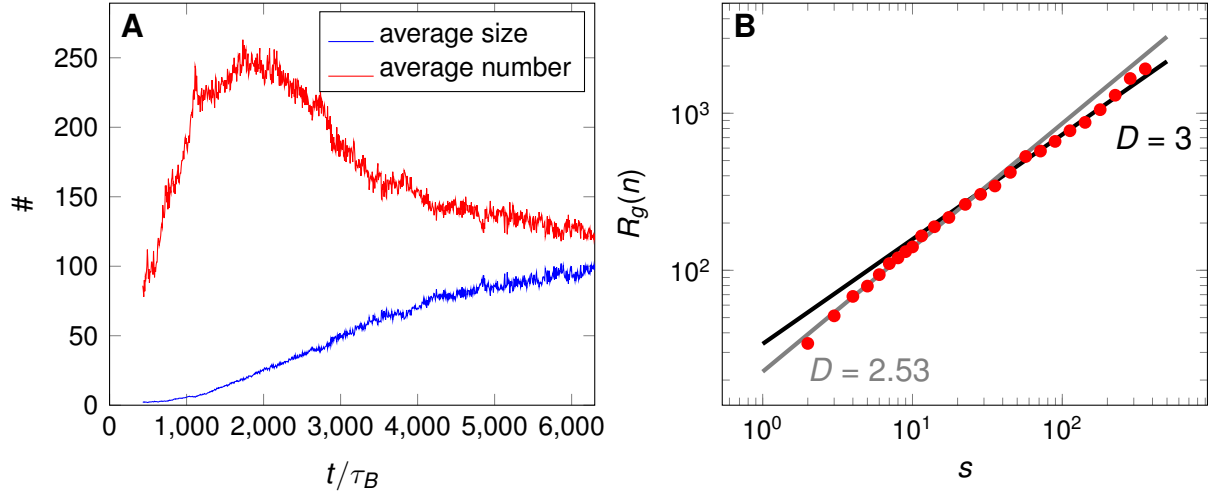 A
average size
average number
#
250
200
150
100
50
0
0 1,000 2,000 3,000 4,000 5,000 6,000
t/τ_B
B
R_g(n)
10^3
10^2
D = 3
D = 2.53
10^0 10^1 10^2
s